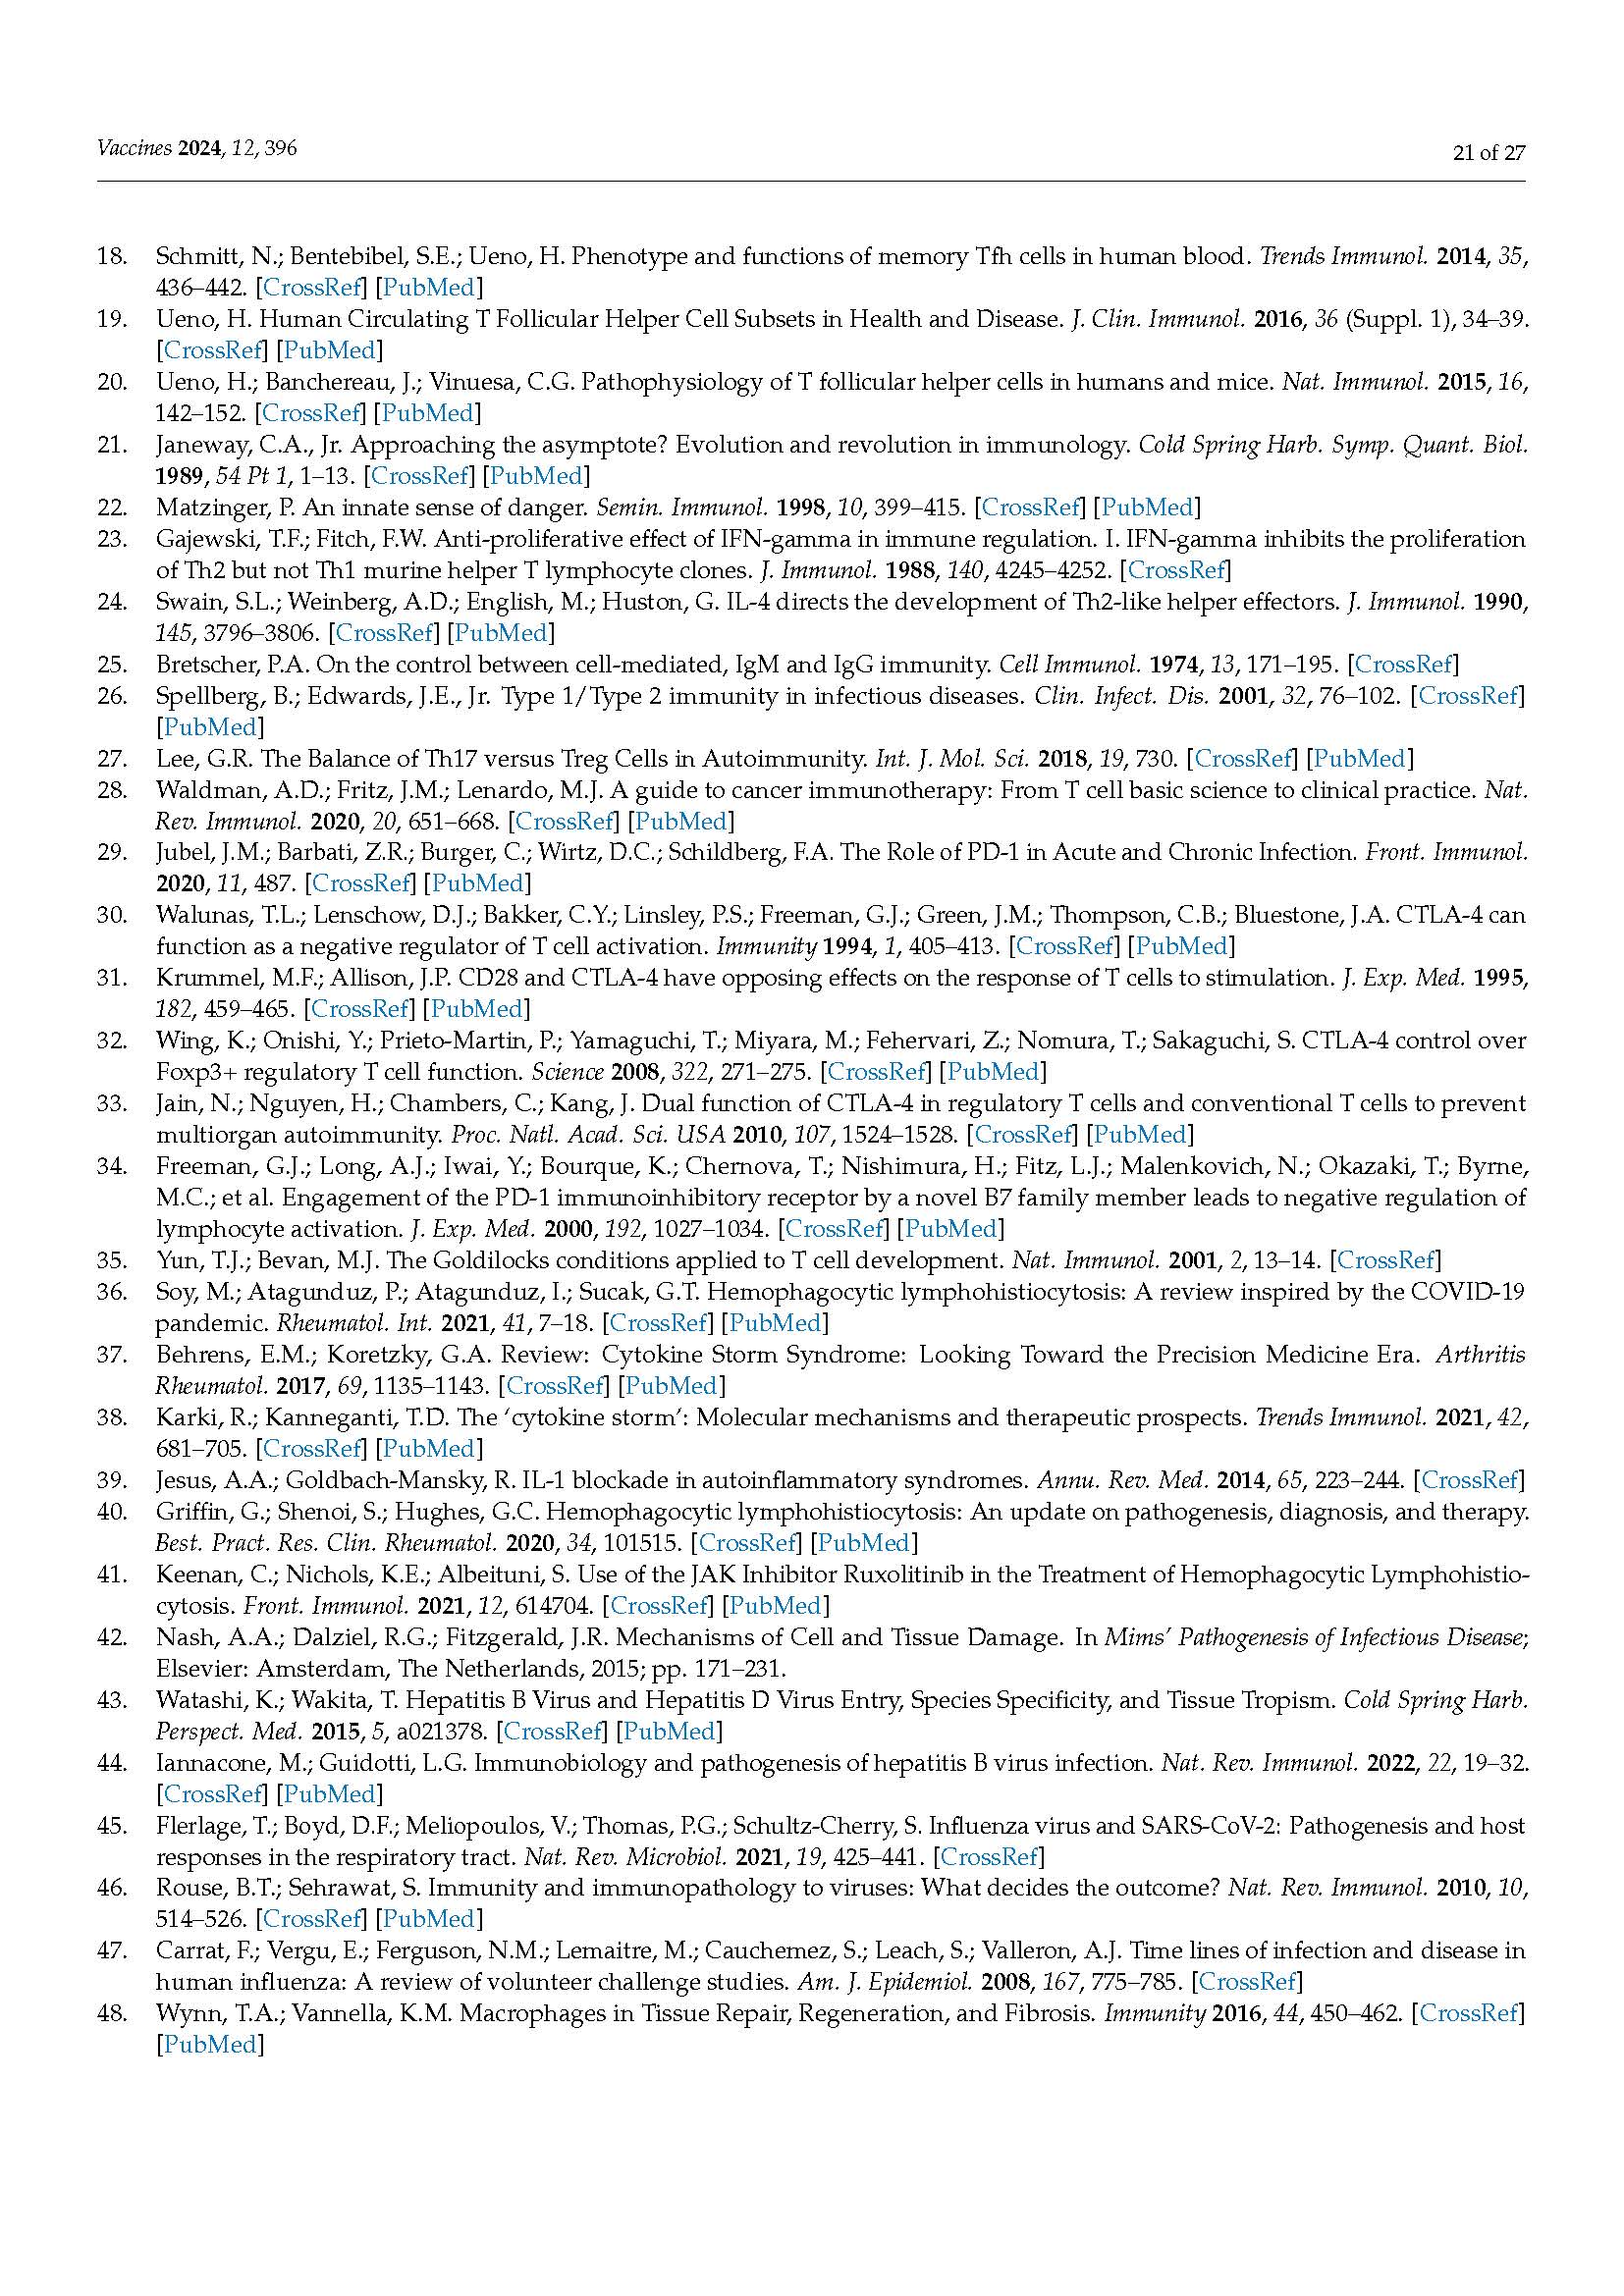 Vaccines 2024, 12, 396
21 of 27
18. Schmitt, N.; Bentebibel, S.E.; Ueno, H. Phenotype and functions of memory Tfh cells in human blood. Trends Immunol. 2014, 35,
436–442. [CrossRef] [PubMed]
19. Ueno, H. Human Circulating T Follicular Helper Cell Subsets in Health and Disease. J. Clin. Immunol. 2016, 36 (Suppl. 1), 34–39.
[CrossRef] [PubMed]
20. Ueno, H.; Banchereau, J.; Vinuesa, C.G. Pathophysiology of T follicular helper cells in humans and mice. Nat. Immunol. 2015, 16,
142–152. [CrossRef] [PubMed]
21. Janeway, C.A., Jr. Approaching the asymptote? Evolution and revolution in immunology. Cold Spring Harb. Symp. Quant. Biol.
1989, 54 Pt 1, 1–13. [CrossRef] [PubMed]
22. Matzinger, P. An innate sense of danger. Semin. Immunol. 1998, 10, 399–415. [CrossRef] [PubMed]
23. Gajewski, T.F.; Fitch, F.W. Anti-proliferative effect of IFN-gamma in immune regulation. I. IFN-gamma inhibits the proliferation
of Th2 but not Th1 murine helper T lymphocyte clones. J. Immunol. 1988, 140, 4245–4252. [CrossRef]
24. Swain, S.L.; Weinberg, A.D.; English, M.; Huston, G. IL-4 directs the development of Th2-like helper effectors. J. Immunol. 1990,
145, 3796–3806. [CrossRef] [PubMed]
25. Bretscher, P.A. On the control between cell-mediated, IgM and IgG immunity. Cell Immunol. 1974, 13, 171–195. [CrossRef]
26. Spellberg, B.; Edwards, J.E., Jr. Type 1/Type 2 immunity in infectious diseases. Clin. Infect. Dis. 2001, 32, 76–102. [CrossRef]
[PubMed]
27. Lee, G.R. The Balance of Th17 versus Treg Cells in Autoimmunity. Int. J. Mol. Sci. 2018, 19, 730. [CrossRef] [PubMed]
28. Waldman, A.D.; Fritz, J.M.; Lenardo, M.J. A guide to cancer immunotherapy: From T cell basic science to clinical practice. Nat.
Rev. Immunol. 2020, 20, 651–668. [CrossRef] [PubMed]
29. Jubel, J.M.; Barbati, Z.R.; Burger, C.; Wirtz, D.C.; Schildberg, F.A. The Role of PD-1 in Acute and Chronic Infection. Front. Immunol.
2020, 11, 487. [CrossRef] [PubMed]
30. Walunas, T.L.; Lenschow, D.J.; Bakker, C.Y.; Linsley, P.S.; Freeman, G.J.; Green, J.M.; Thompson, C.B.; Bluestone, J.A. CTLA-4 can
function as a negative regulator of T cell activation. Immunity 1994, 1, 405–413. [CrossRef] [PubMed]
31. Krummel, M.F.; Allison, J.P. CD28 and CTLA-4 have opposing effects on the response of T cells to stimulation. J. Exp. Med. 1995,
182, 459–465. [CrossRef] [PubMed]
32. Wing, K.; Onishi, Y.; Prieto-Martin, P.; Yamaguchi, T.; Miyara, M.; Fehervari, Z.; Nomura, T.; Sakaguchi, S. CTLA-4 control over
Foxp3+ regulatory T cell function. Science 2008, 322, 271–275. [CrossRef] [PubMed]
33. Jain, N.; Nguyen, H.; Chambers, C.; Kang, J. Dual function of CTLA-4 in regulatory T cells and conventional T cells to prevent
multiorgan autoimmunity. Proc. Natl. Acad. Sci. USA 2010, 107, 1524–1528. [CrossRef] [PubMed]
34. Freeman, G.J.; Long, A.J.; Iwai, Y.; Bourque, K.; Chernova, T.; Nishimura, H.; Fitz, L.J.; Malenkovich, N.; Okazaki, T.; Byrne,
M.C.; et al. Engagement of the PD-1 immunoinhibitory receptor by a novel B7 family member leads to negative regulation of
lymphocyte activation. J. Exp. Med. 2000, 192, 1027–1034. [CrossRef] [PubMed]
35. Yun, T.J.; Bevan, M.J. The Goldilocks conditions applied to T cell development. Nat. Immunol. 2001, 2, 13–14. [CrossRef]
36. Soy, M.; Atagunduz, P.; Atagunduz, I.; Sucak, G.T. Hemophagocytic lymphohistiocytosis: A review inspired by the COVID-19
pandemic. Rheumatol. Int. 2021, 41, 7–18. [CrossRef] [PubMed]
37. Behrens, E.M.; Koretzky, G.A. Review: Cytokine Storm Syndrome: Looking Toward the Precision Medicine Era. Arthritis
Rheumatol. 2017, 69, 1135–1143. [CrossRef] [PubMed]
38. Karki, R.; Kanneganti, T.D. The ‘cytokine storm’: Molecular mechanisms and therapeutic prospects. Trends Immunol. 2021, 42,
681–705. [CrossRef] [PubMed]
39. Jesus, A.A.; Goldbach-Mansky, R. IL-1 blockade in autoinflammatory syndromes. Annu. Rev. Med. 2014, 65, 223–244. [CrossRef]
40. Griffin, G.; Shenoi, S.; Hughes, G.C. Hemophagocytic lymphohistiocytosis: An update on pathogenesis, diagnosis, and therapy.
Best. Pract. Res. Clin. Rheumatol. 2020, 34, 101515. [CrossRef] [PubMed]
41. Keenan, C.; Nichols, K.E.; Albeituni, S. Use of the JAK Inhibitor Ruxolitinib in the Treatment of Hemophagocytic Lymphohistio-
cytosis. Front. Immunol. 2021, 12, 614704. [CrossRef] [PubMed]
42. Nash, A.A.; Dalziel, R.G.; Fitzgerald, J.R. Mechanisms of Cell and Tissue Damage. In Mims’ Pathogenesis of Infectious Disease;
Elsevier: Amsterdam, The Netherlands, 2015; pp. 171–231.
43. Watashi, K.; Wakita, T. Hepatitis B Virus and Hepatitis D Virus Entry, Species Specificity, and Tissue Tropism. Cold Spring Harb.
Perspect. Med. 2015, 5, a021378. [CrossRef] [PubMed]
44. Iannacone, M.; Guidotti, L.G. Immunobiology and pathogenesis of hepatitis B virus infection. Nat. Rev. Immunol. 2022, 22, 19–32.
[CrossRef] [PubMed]
45. Flerlage, T.; Boyd, D.F.; Meliopoulos, V.; Thomas, P.G.; Schultz-Cherry, S. Influenza virus and SARS-CoV-2: Pathogenesis and host
responses in the respiratory tract. Nat. Rev. Microbiol. 2021, 19, 425–441. [CrossRef]
46. Rouse, B.T.; Sehrawat, S. Immunity and immunopathology to viruses: What decides the outcome? Nat. Rev. Immunol. 2010, 10,
514–526. [CrossRef] [PubMed]
47. Carrat, F.; Vergu, E.; Ferguson, N.M.; Lemaitre, M.; Cauchemez, S.; Leach, S.; Valleron, A.J. Time lines of infection and disease in
human influenza: A review of volunteer challenge studies. Am. J. Epidemiol. 2008, 167, 775–785. [CrossRef]
48. Wynn, T.A.; Vannella, K.M. Macrophages in Tissue Repair, Regeneration, and Fibrosis. Immunity 2016, 44, 450–462. [CrossRef]
[PubMed]